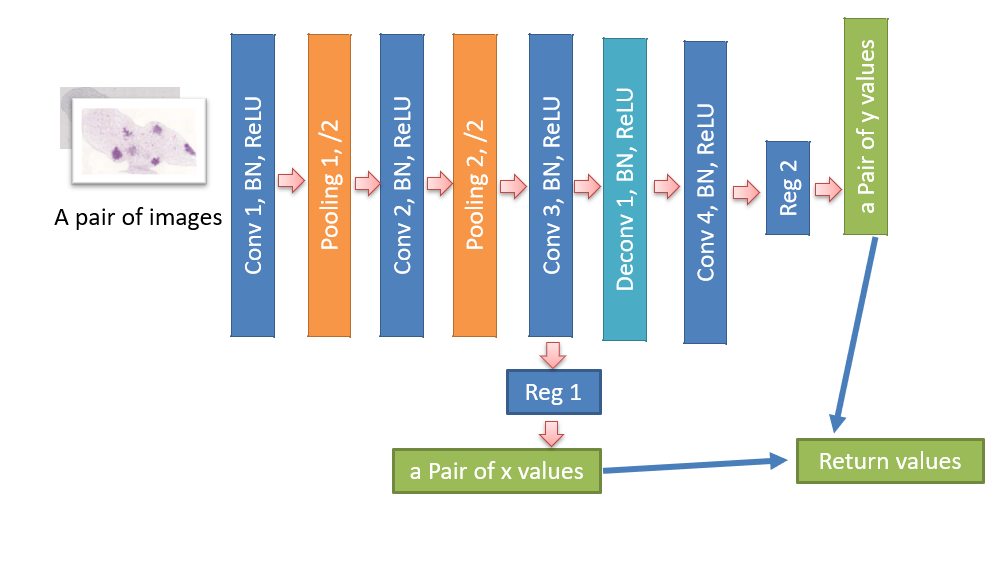 A pair of images
Conv 1, BN, ReLU
Pooling 1, /2
Conv 2, BN, ReLU
Pooling 2, /2
Conv 3, BN, ReLU
Deconv 1, BN, ReLU
Conv 4, BN, ReLU
Reg 2
a Pair of y values
Reg 1
a Pair of x values
Return values